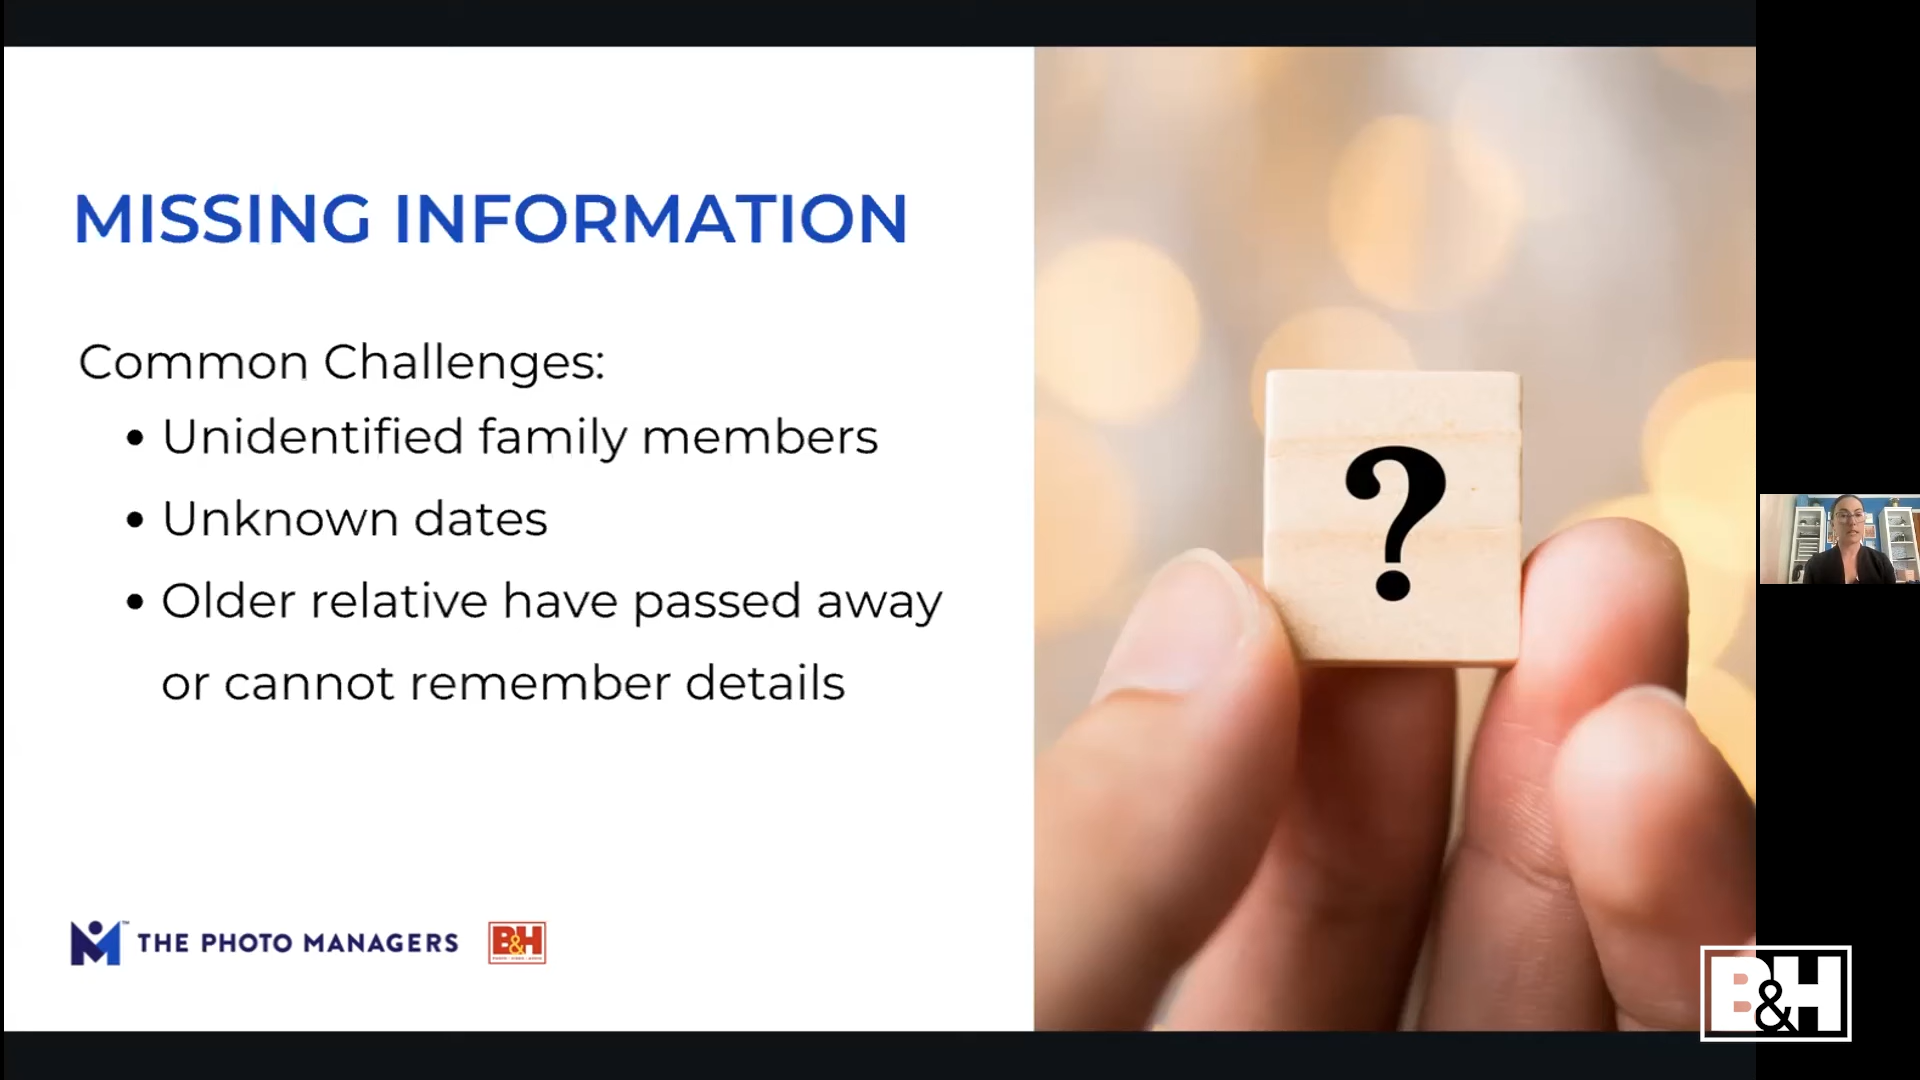 MISSING INFORMATION
Common Challenges:
• Unidentified family members
• Unknown dates
• Older relative have passed away
or cannot remember details
?
THE PHOTO MANAGERS
B&H
B&H